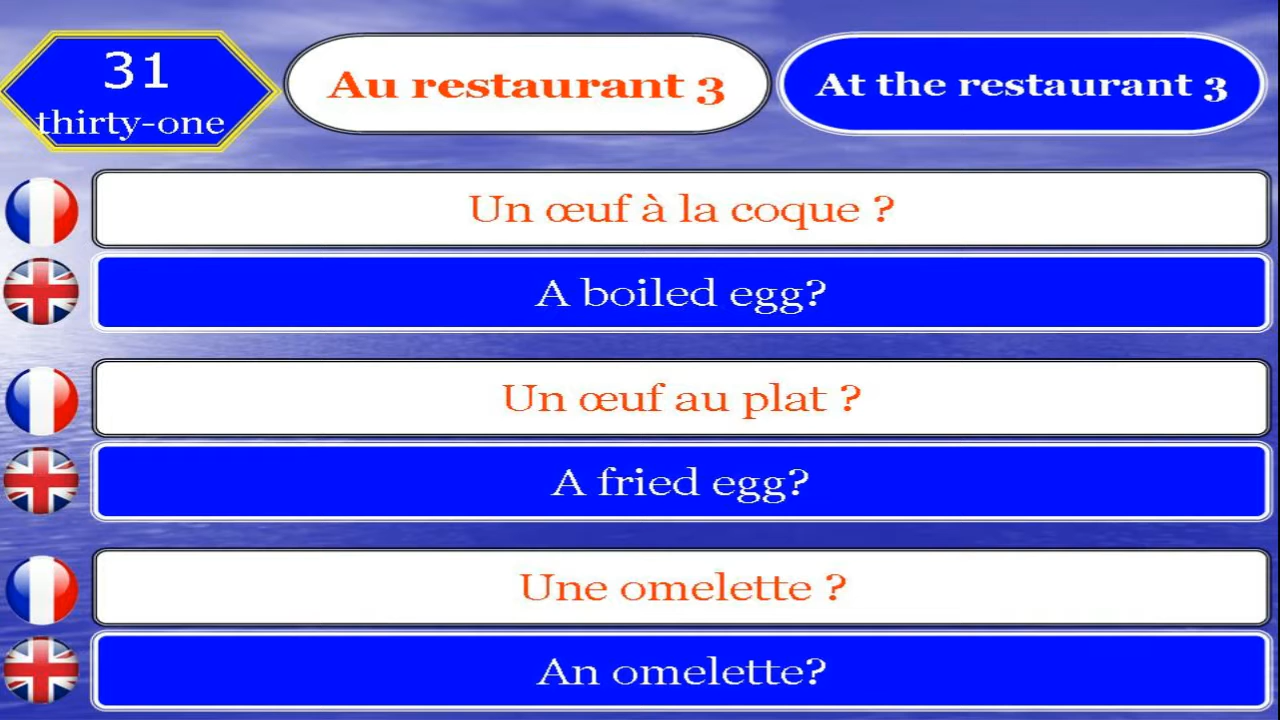 31
thirty-one
Au restaurant 3
At the restaurant 3
Un œuf à la coque ?
A boiled egg?
Un œuf au plat ?
A fried egg?
Une omelette ?
An omelette?